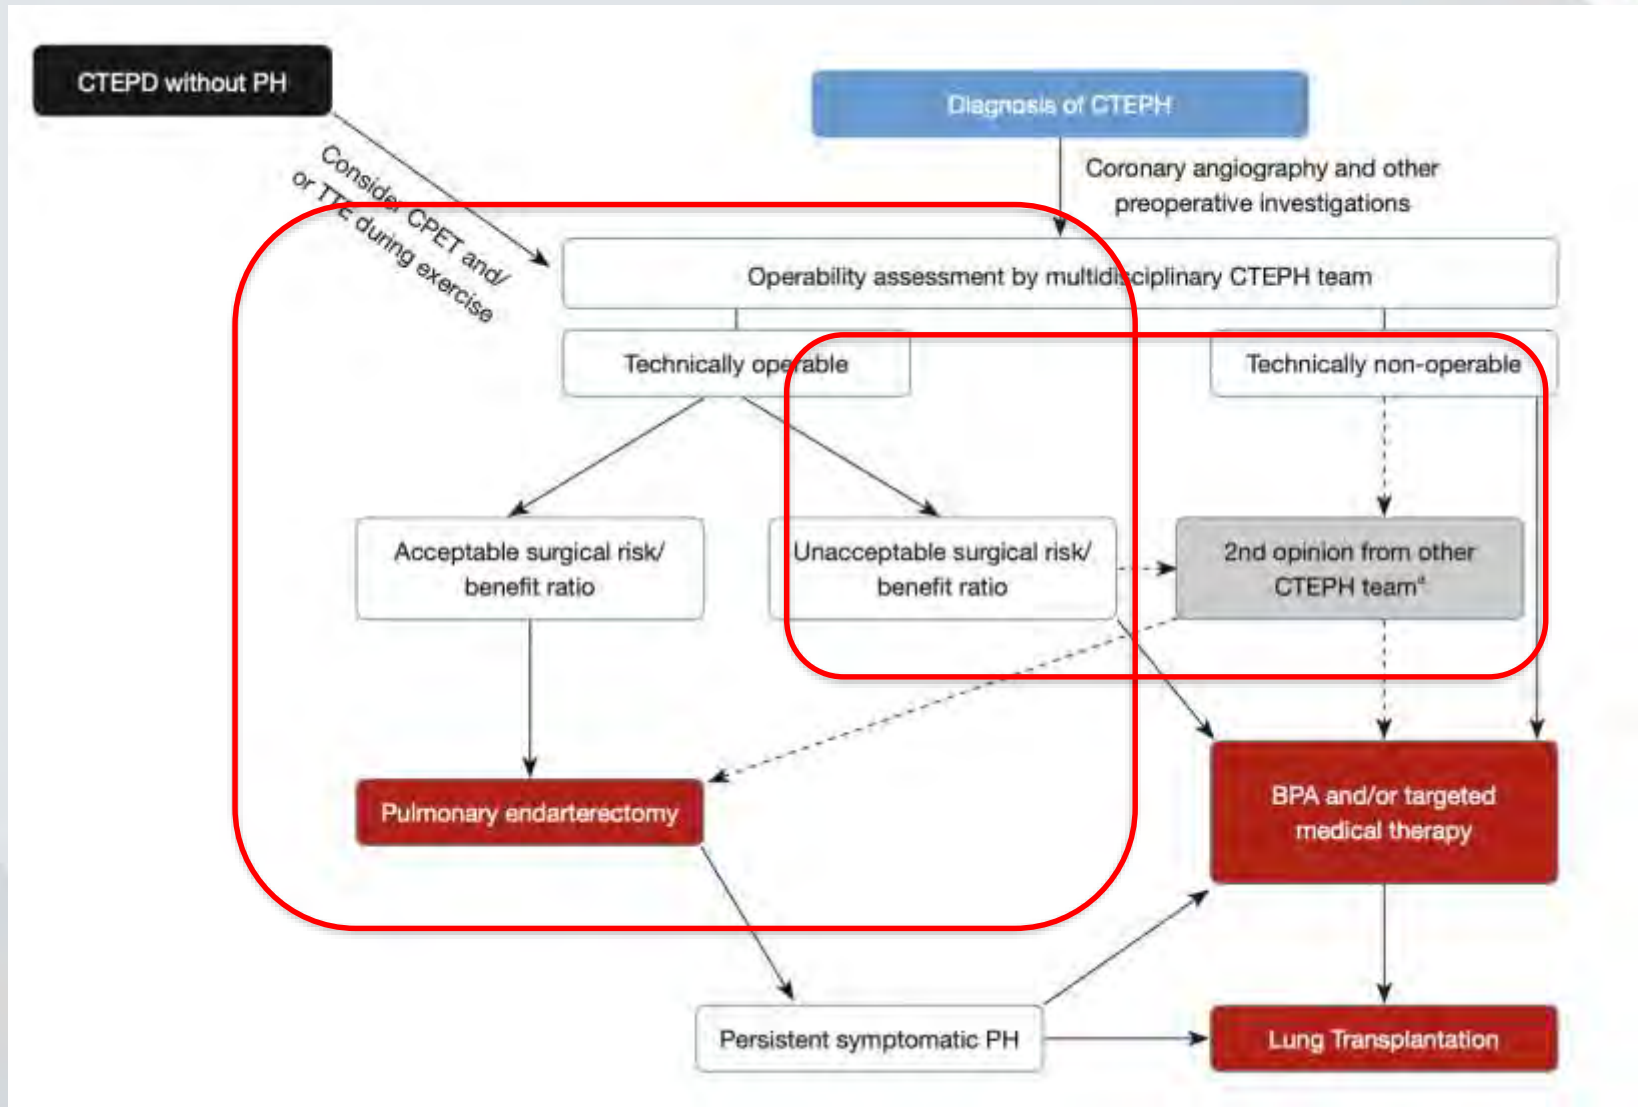 CTEPD without PH
Diagnosis of CTEPH
Consider CPET and/
or TTE during exercise
Coronary angiography and other
preoperative investigations
Operability assessment by multidisciplinary CTEPH team
Technically operable
Technically non-operable
Acceptable surgical risk/
benefit ratio
Unacceptable surgical risk/
benefit ratio
2nd opinion from other
CTEPH teamª
Pulmonary endarterectomy
BPA and/or targeted
medical therapy
Persistent symptomatic PH
Lung Transplantation